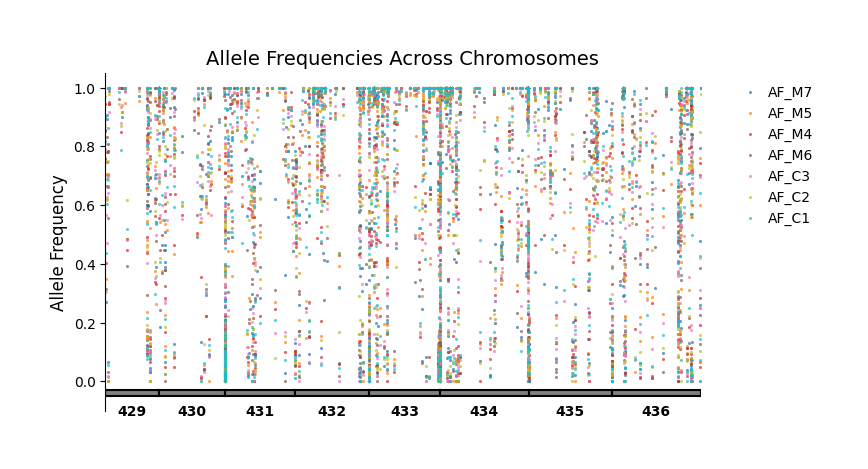 Allele Frequencies Across Chromosomes
Allele Frequency
1.0
0.8
0.6
0.4
0.2
0.0
429 430 431 432 433 434 435 436
AF_M7
AF_M5
AF_M4
AF_M6
AF_C3
AF_C2
AF_C1